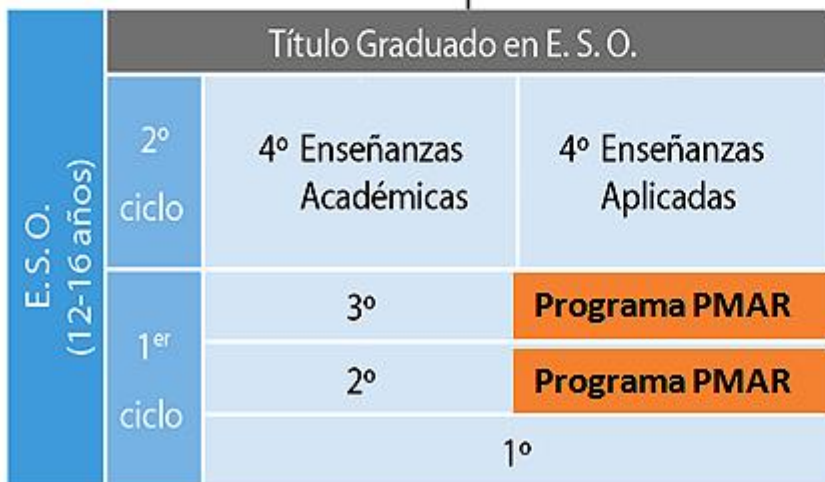 Título Graduado en E. S. O.
E. S. O.
(12-16 años)
2º
ciclo
4º Enseñanzas
Académicas
4º Enseñanzas
Aplicadas
1er
ciclo
3º
Programa PMAR
2º
Programa PMAR
1º